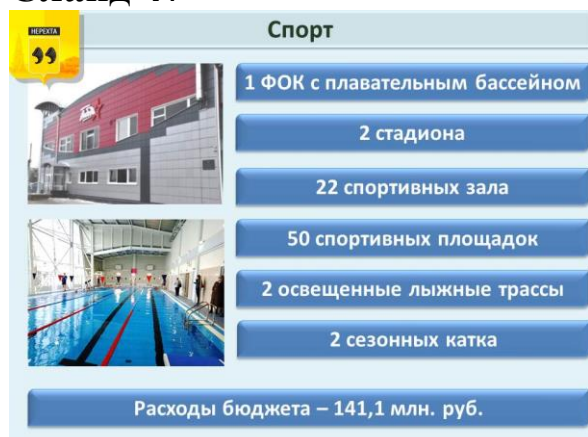 Спорт
НЕРЕХТА
1 ФОК с плавательным бассейном
2 стадиона
22 спортивных зала
50 спортивных площадок
2 освещенные лыжные трассы
2 сезонных катка
Расходы бюджета – 141,1 млн. руб.